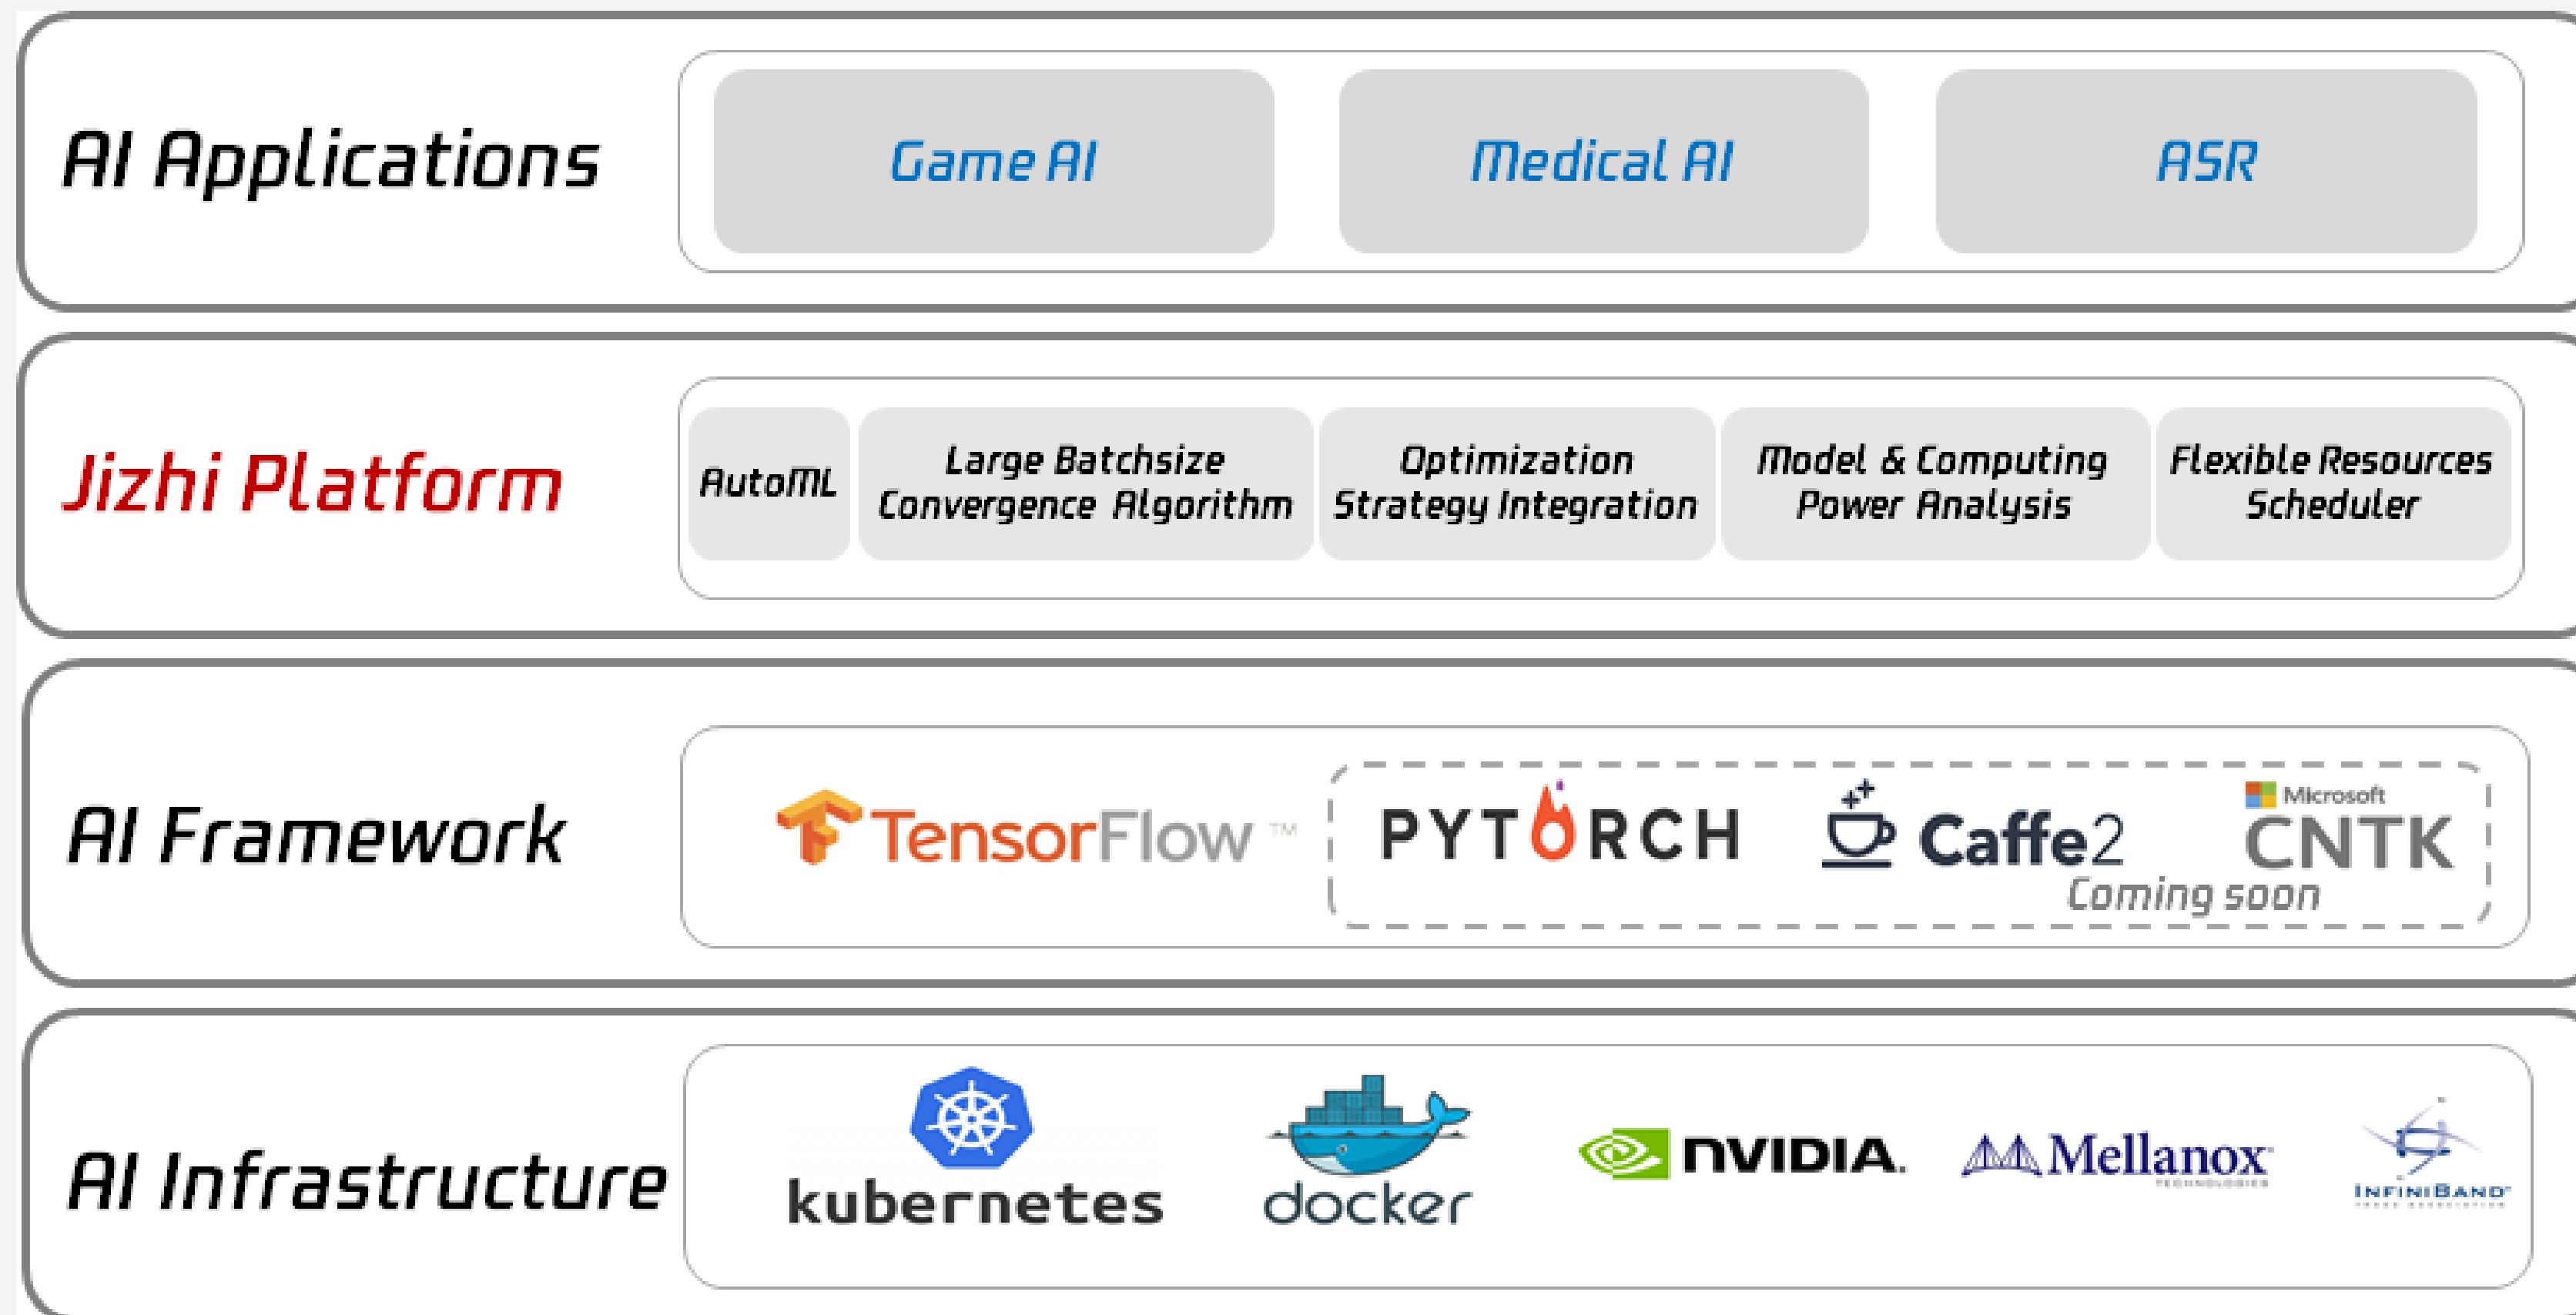 AI Applications
Game AI
Medical AI
ASR
Jizhi Platform
AutoML
Large Batchsize
Convergence Algorithm
Optimization
Strategy Integration
Model & Computing
Power Analysis
Flexible Resources
Scheduler
AI Framework
TensorFlow™
PYTORCH
Caffe2
Microsoft
CNTK
Coming soon
AI Infrastructure
kubernetes
docker
NVIDIA.
Mellanox
TECHNOLOGIES
INFINIBAND